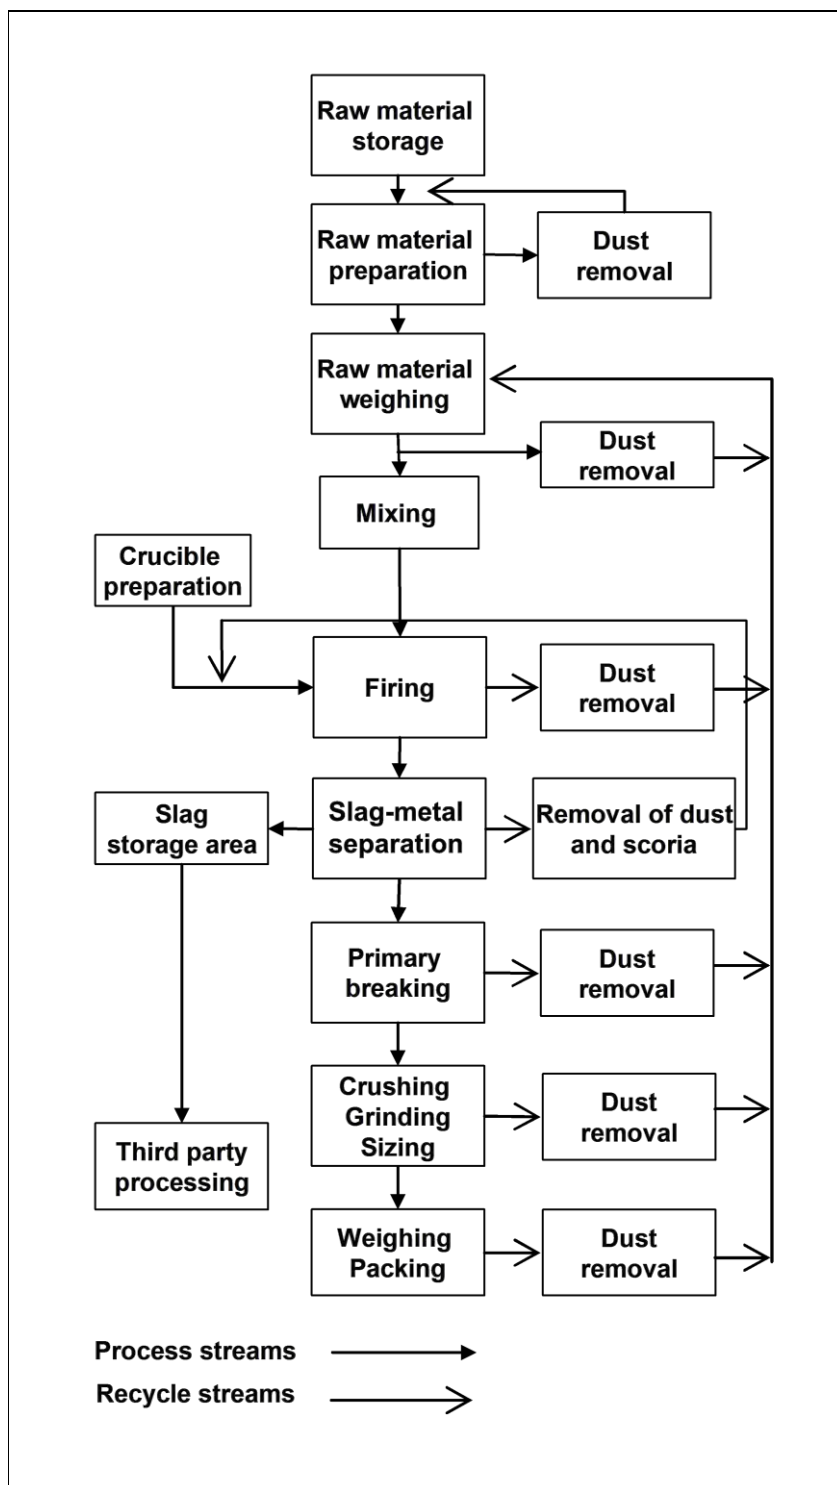 Raw material
storage
Raw material
preparation
Dust
removal
Raw material
weighing
Dust
removal
Mixing
Crucible
preparation
Firing
Dust
removal
Slag
storage area
Slag-metal
separation
Removal of dust
and scoria
Primary
breaking
Dust
removal
Crushing
Grinding
Sizing
Dust
removal
Third party
processing
Weighing
Packing
Dust
removal
Process streams
Recycle streams